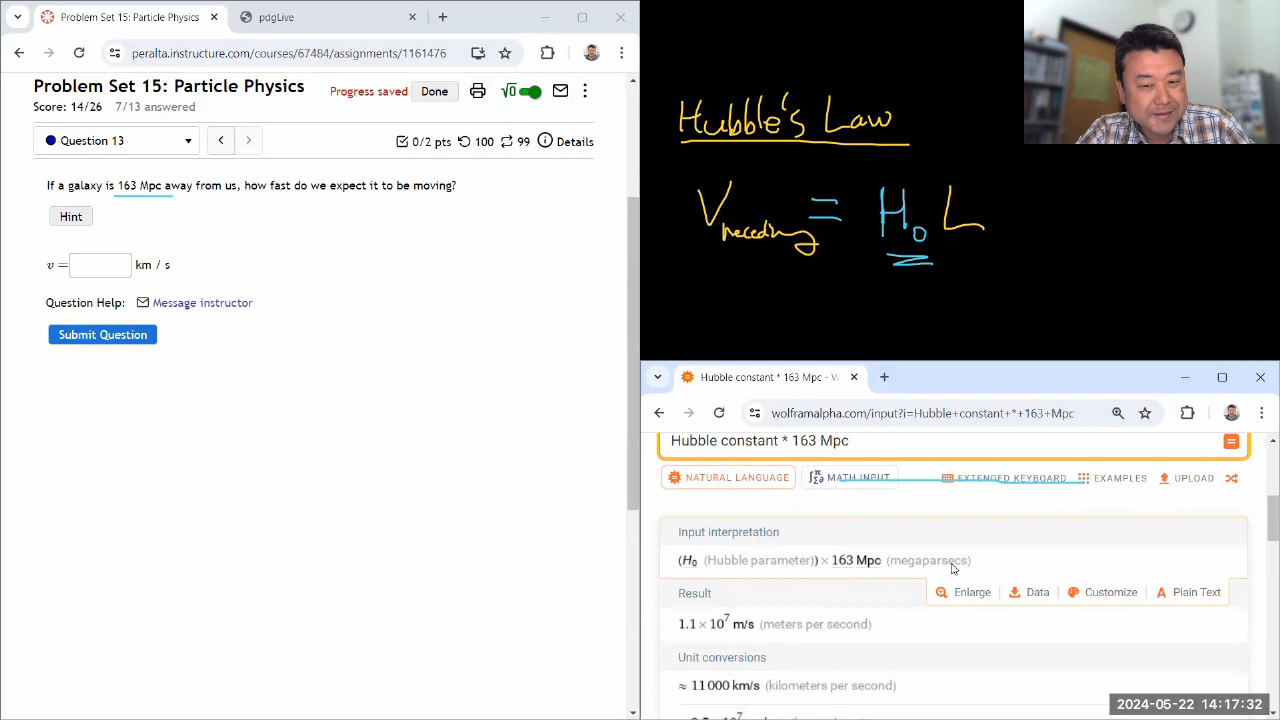 Problem Set 15: Particle Physics
pdgLive
peralta.instructure.com/courses/67484/assignments/1161476
Problem Set 15: Particle Physics
Progress saved
Done
√0
Score: 14/26 7/13 answered
Question 13
0/2 pts
100
99
Details
If a galaxy is 163 Mpc away from us, how fast do we expect it to be moving?
Hint
v =
km / s
Question Help:
Message instructor
Submit Question
Hubble's Law
V receding = H₀ L
Hubble constant * 163 Mpc - W
wolframalpha.com/input?i=Hubble+constant+*+163+Mpc
Hubble constant * 163 Mpc
NATURAL LANGUAGE
MATH INPUT
EXTENDED KEYBOARD
EXAMPLES
UPLOAD
Input interpretation
(H₀ (Hubble parameter)) × 163 Mpc (megaparsecs)
Result
Enlarge
Data
Customize
Plain Text
1.1 × 10⁷ m/s (meters per second)
Unit conversions
≈ 11 000 km/s (kilometers per second)
2024-05-22 14:17:32